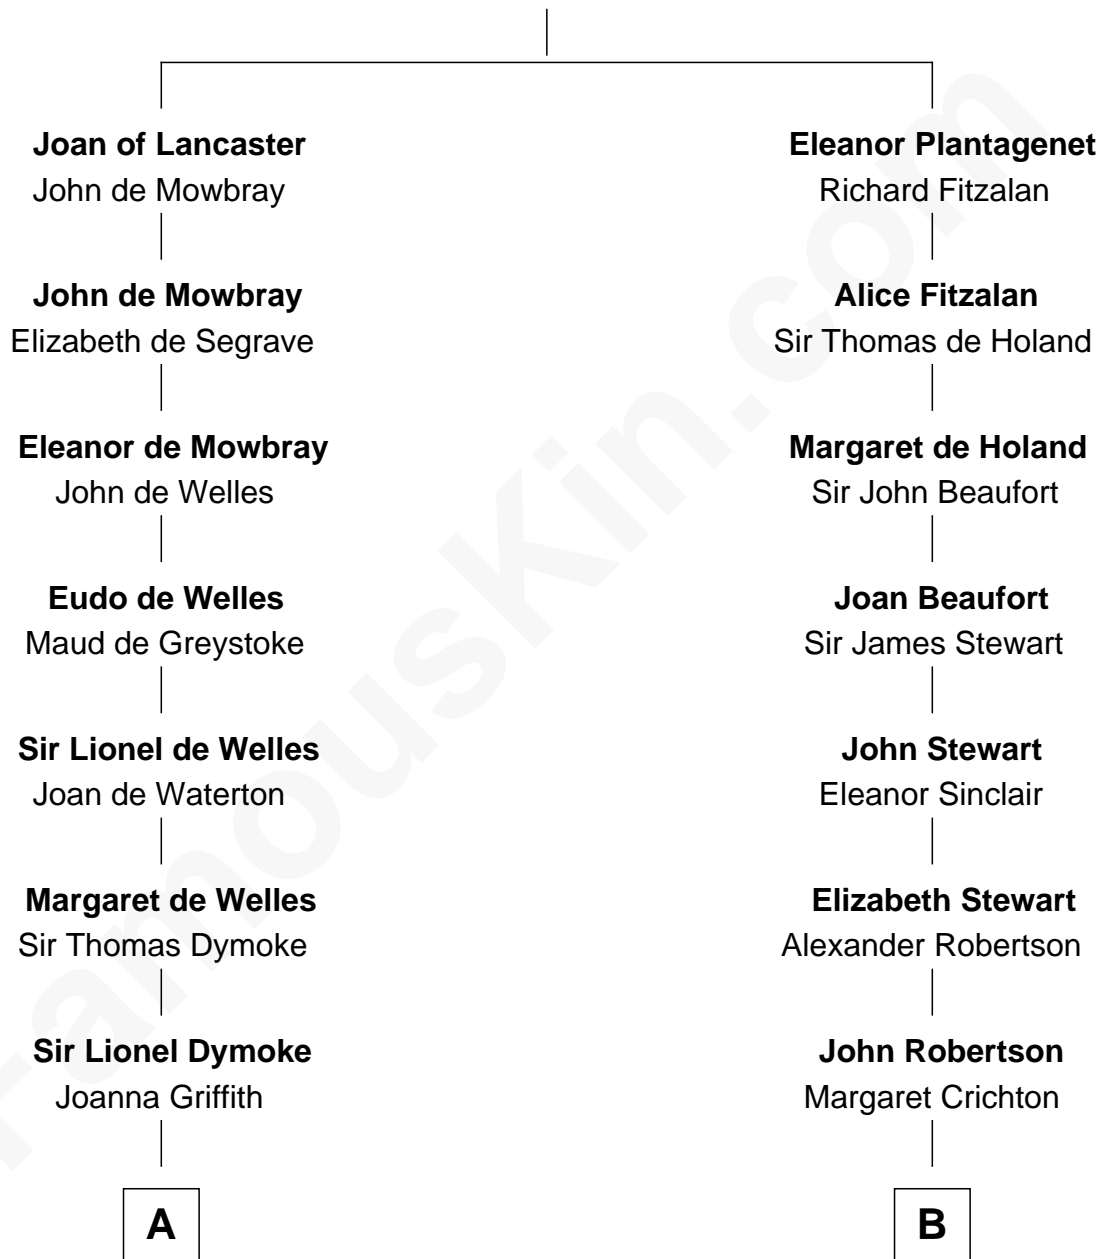 Joan of Lancaster
John de Mowbray
John de Mowbray
Elizabeth de Segrave
Eleanor de Mowbray
John de Welles
Eudo de Welles
Maud de Greystoke
Sir Lionel de Welles
Joan de Waterton
Margaret de Welles
Sir Thomas Dymoke
Sir Lionel Dymoke
Joanna Griffith
A
Eleanor Plantagenet
Richard Fitzalan
Alice Fitzalan
Sir Thomas de Holand
Margaret de Holand
Sir John Beaufort
Joan Beaufort
Sir James Stewart
John Stewart
Eleanor Sinclair
Elizabeth Stewart
Alexander Robertson
John Robertson
Margaret Crichton
B
FamousKin.com